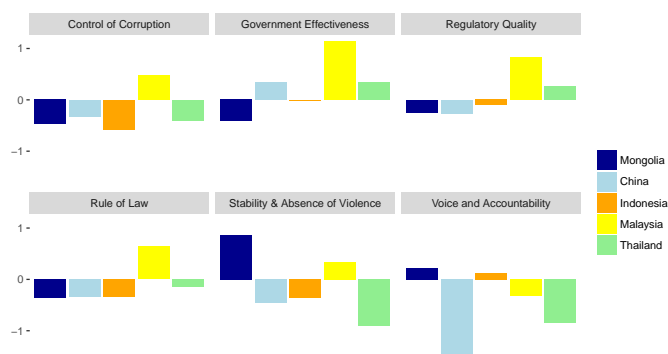 Control of Corruption
Government Effectiveness
Regulatory Quality
1
0
−1
Mongolia
China
Indonesia
Malaysia
Thailand
Rule of Law
Stability & Absence of Violence
Voice and Accountability
1
0
−1